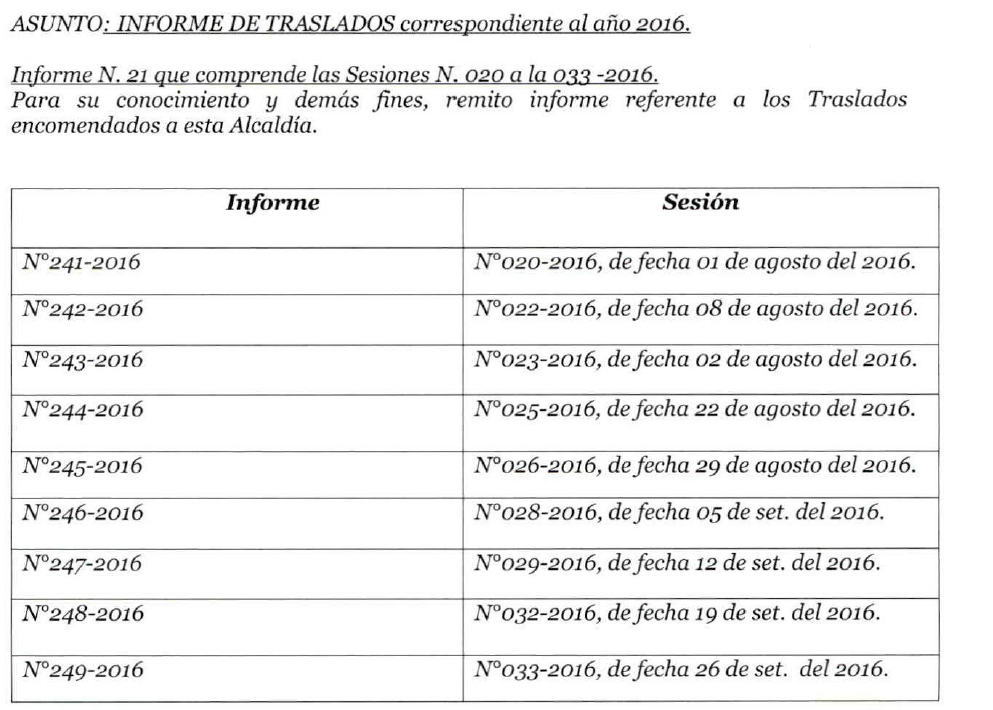 ASUNTO: INFORME DE TRASLADOS correspondiente al año 2016.
Informe N. 21 que comprende las Sesiones N. 020 a la 033 -2016.
Para su conocimiento y demás fines, remito informe referente a los Traslados
encomendados a esta Alcaldía.
Informe Sesión
N°241-2016 N°020-2016, de fecha 01 de agosto del 2016.
N°242-2016 N°022-2016, de fecha 08 de agosto del 2016.
N°243-2016 N°023-2016, de fecha 02 de agosto del 2016.
N°244-2016 N°025-2016, de fecha 22 de agosto del 2016.
N°245-2016 N°026-2016, de fecha 29 de agosto del 2016.
N°246-2016 N°028-2016, de fecha 05 de set. del 2016.
N°247-2016 N°029-2016, de fecha 12 de set. del 2016.
N°248-2016 N°032-2016, de fecha 19 de set. del 2016.
N°249-2016 N°033-2016, de fecha 26 de set. del 2016.